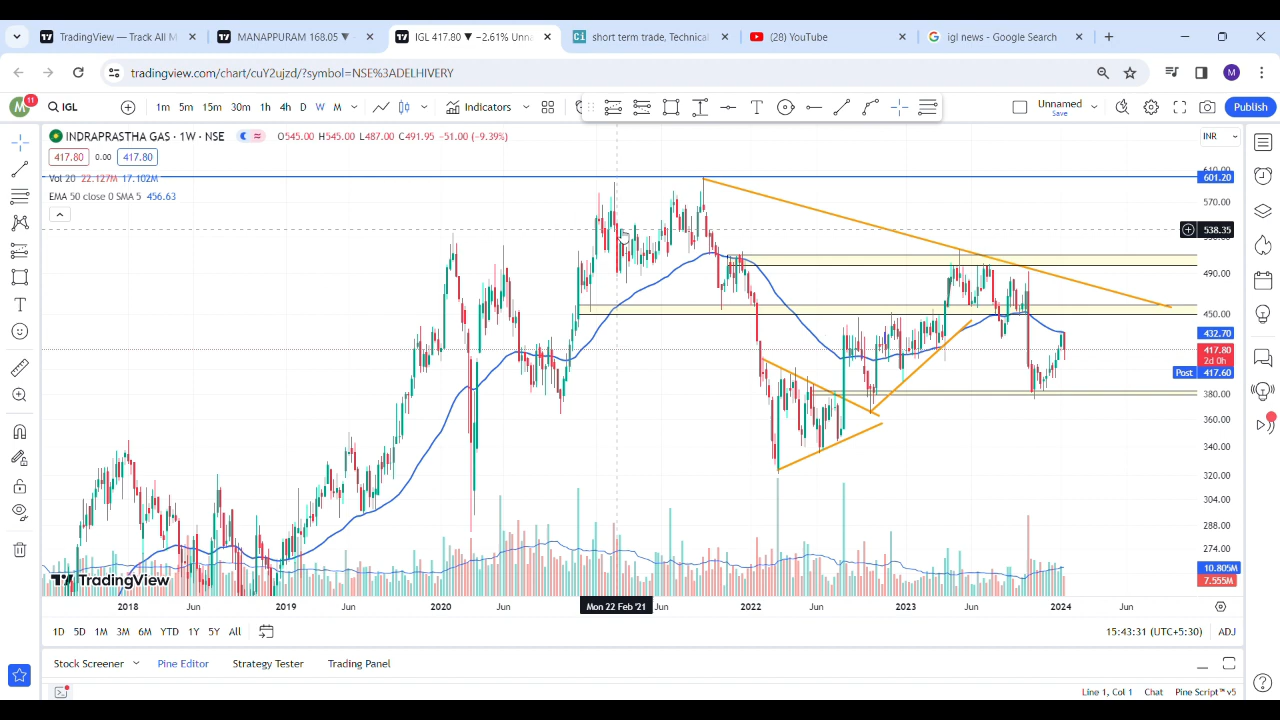 TradingView — Track All M
MANAPPURAM 168.05 ▼
IGL 417.80 ▼ −2.61% Unna
short term trade, Technical
(28) YouTube
igl news - Google Search
tradingview.com/chart/cuY2ujzd/?symbol=NSE%3ADELHIVERY
M
M 11 IGL 1m 5m 15m 30m 1h 4h D W M Indicators Unnamed Save Publish
INDRAPRASTHA GAS · 1W · NSE O545.00 H545.00 L487.00 C491.95 −51.00 (−9.39%) INR
417.80 0.00 417.80
Vol 20 22.127M 17.102M
601.20
EMA 50 close 0 SMA 5 456.63
570.00
538.35
490.00
450.00
432.70
417.80
2d 0h
Post 417.60
380.00
360.00
340.00
320.00
304.00
288.00
274.00
10.805M
7.555M
TradingView
2018 Jun 2019 Jun 2020 Jun Mon 22 Feb '21 Jun 2022 Jun 2023 Jun 2024 Jun
1D 5D 1M 3M 6M YTD 1Y 5Y All 15:43:31 (UTC+5:30) ADJ
Stock Screener Pine Editor Strategy Tester Trading Panel
Line 1, Col 1 Chat Pine Script™ v5